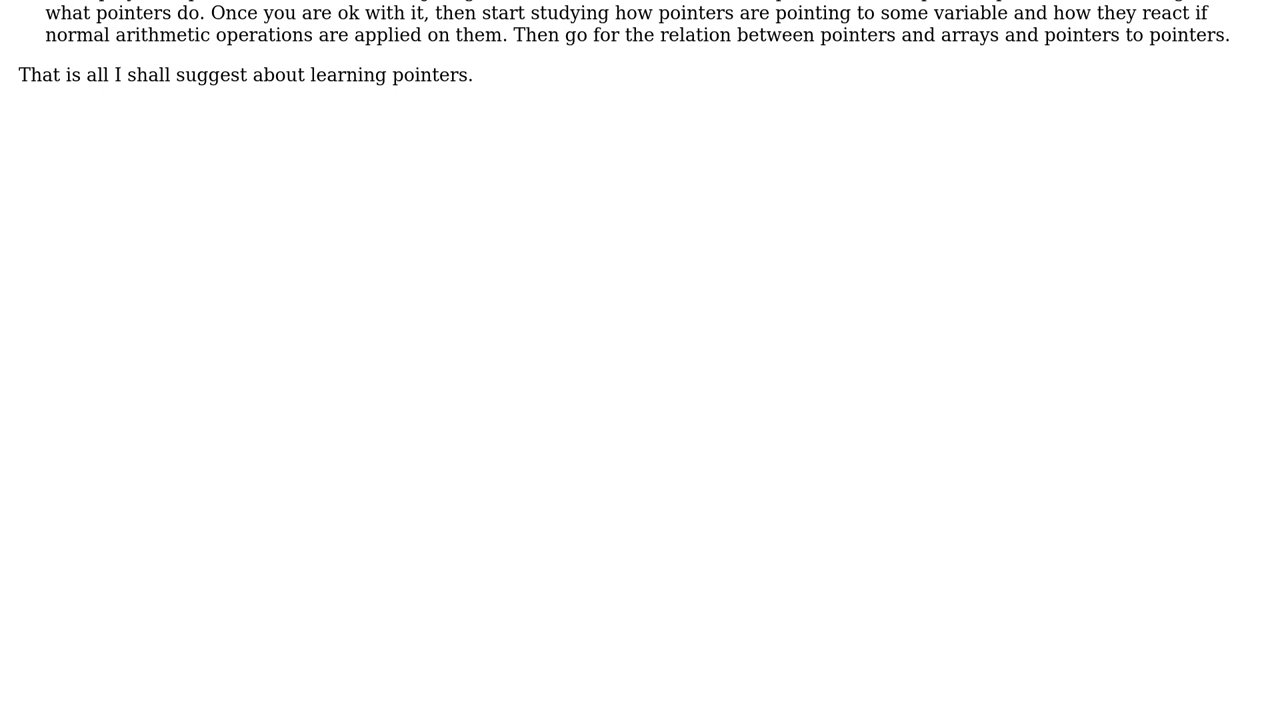 what pointers do. Once you are ok with it, then start studying how pointers are pointing to some variable and how they react if
normal arithmetic operations are applied on them. Then go for the relation between pointers and arrays and pointers to pointers.
That is all I shall suggest about learning pointers.